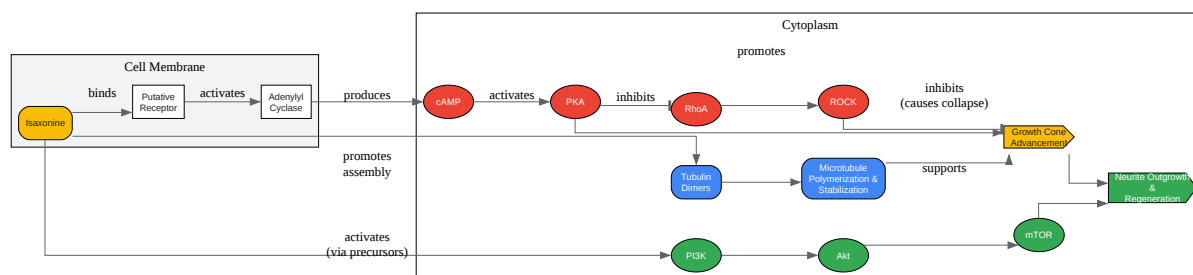 Cytoplasm
promotes
Cell Membrane
binds
Putative
Receptor
activates
Adenylyl
Cyclase
produces
cAMP
activates
PKA
inhibits
RhoA
ROCK
inhibits
(causes collapse)
Isaxonine
Growth Cone
Advancement
promotes
assembly
Tubulin
Dimers
Microtubule
Polymerization &
Stabilization
supports
Neurite Outgrowth
&
Regeneration
activates
(via precursors)
PI3K
Akt
mTOR